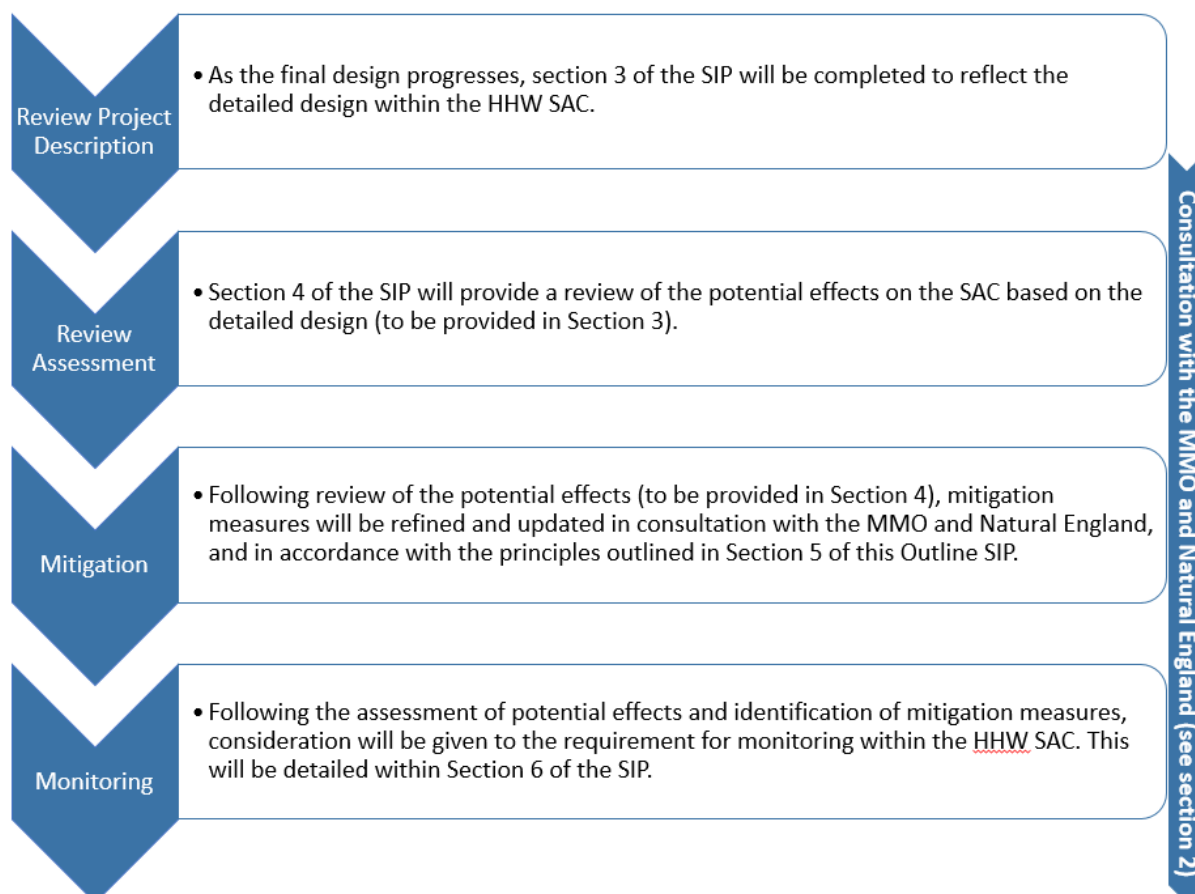 Review Project
Description
• As the final design progresses, section 3 of the SIP will be completed to reflect the
detailed design within the HHW SAC.
Review
Assessment
• Section 4 of the SIP will provide a review of the potential effects on the SAC based on the
detailed design (to be provided in Section 3).
Mitigation
• Following review of the potential effects (to be provided in Section 4), mitigation
measures will be refined and updated in consultation with the MMO and Natural England,
and in accordance with the principles outlined in Section 5 of this Outline SIP.
Monitoring
• Following the assessment of potential effects and identification of mitigation measures,
consideration will be given to the requirement for monitoring within the HHW SAC. This
will be detailed within Section 6 of the SIP.
Consultation with the MMO and Natural England (see section 2)